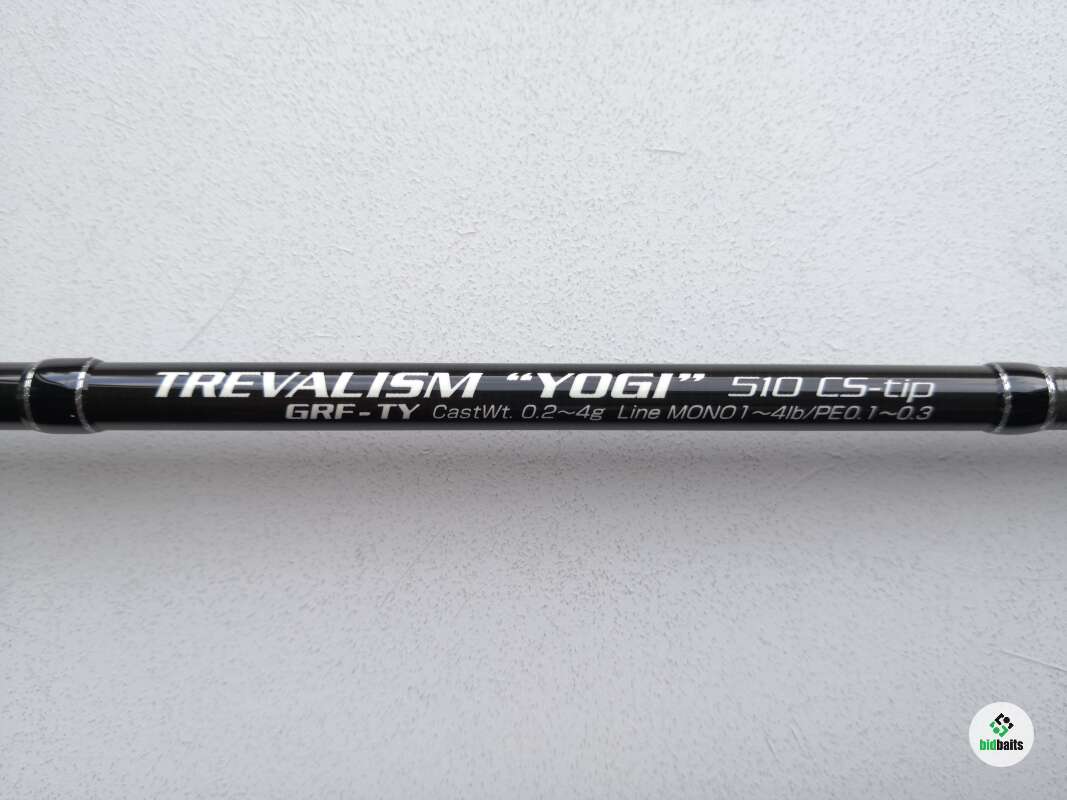 TREVALISM “YOGI” 510 CS-tip
GRF-TY CastWt. 0.2~4g Line MONO1~4lb/PE0.1~0.3
bidbaits